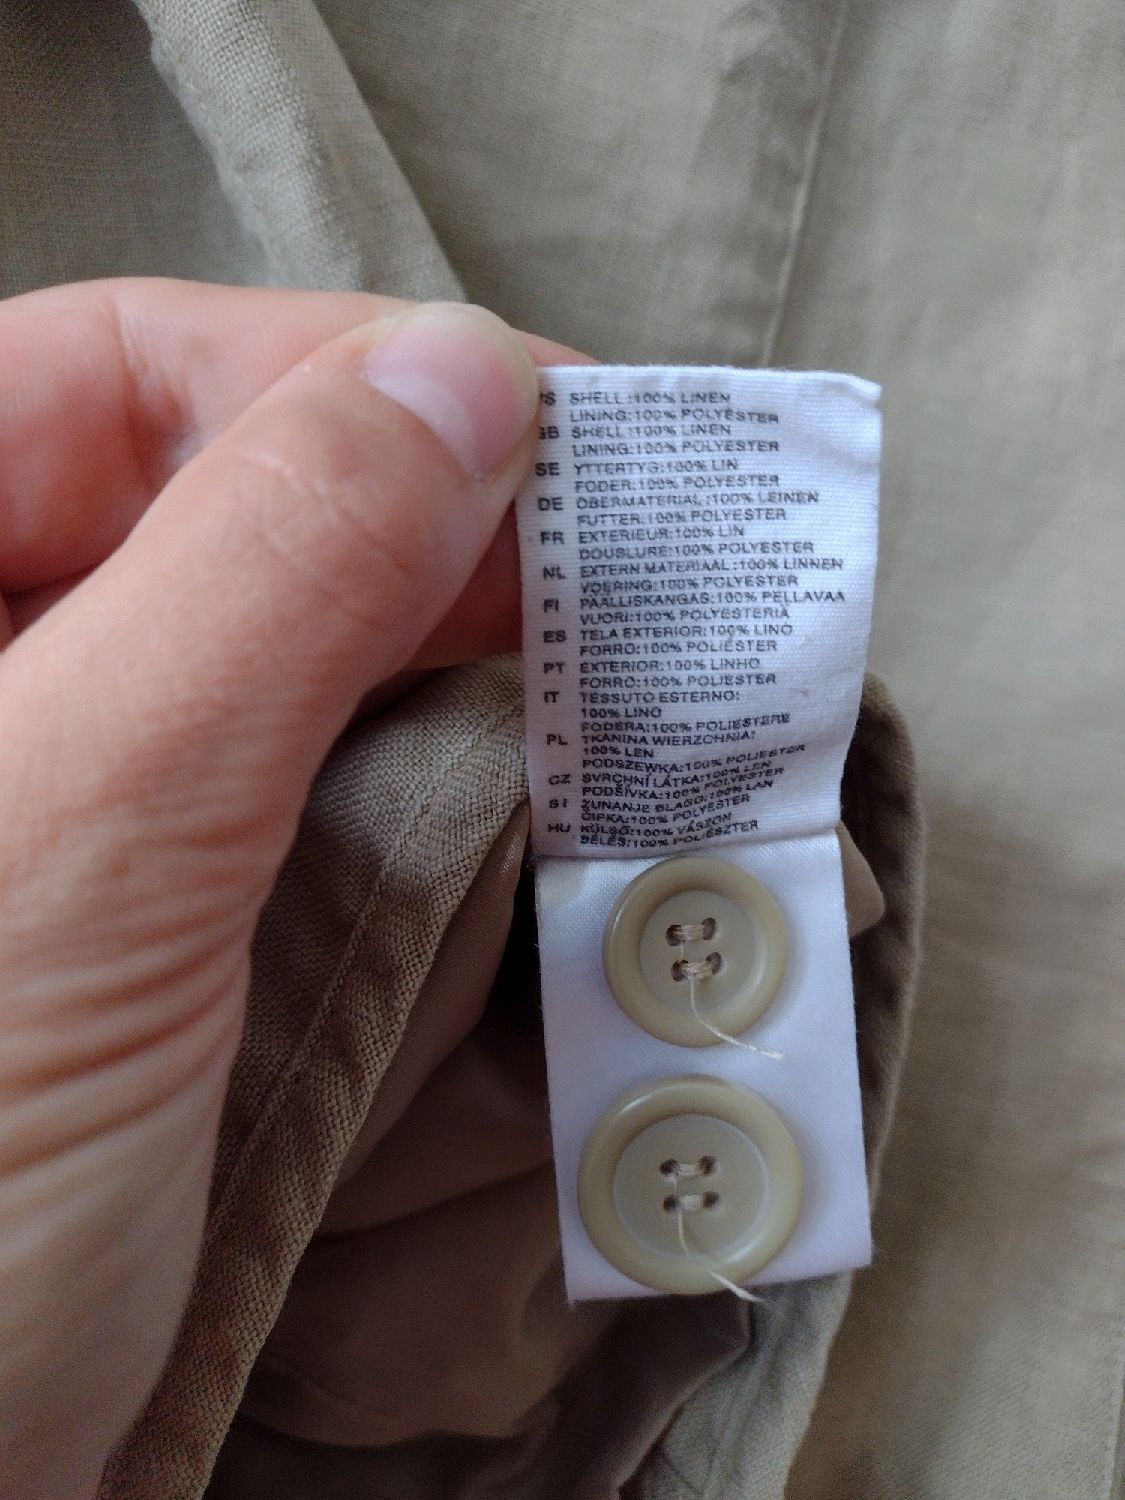 US SHELL:100% LINEN
LINING:100% POLYESTER
GB SHELL:100% LINEN
LINING:100% POLYESTER
SE YTTERTYG:100% LIN
FODER:100% POLYESTER
DE OBERMATERIAL:100% LEINEN
FUTTER:100% POLYESTER
FR EXTERIEUR:100% LIN
DOUBLURE:100% POLYESTER
NL EXTERN MATERIAAL:100% LINNEN
VOERING:100% POLYESTER
FI PÄÄLLISKANGAS:100% PELLAVAA
VUORI:100% POLYESTERIÄ
ES TELA EXTERIOR:100% LINO
FORRO:100% POLIÉSTER
PT EXTERIOR:100% LINHO
FORRO:100% POLIÉSTER
IT TESSUTO ESTERNO:
100% LINO
FODERA:100% POLIESTERE
PL TKANINA WIERZCHNIA:
100% LEN
PODSZEWKA:100% POLIESTER
CZ SVRCHNÍ LÁTKA:100% LEN
PODŠÍVKA:100% POLYESTER
SI ZUNANJE BLAGO:100% LAN
ČIPKA:100% POLYESTER
HU KÜLSŐ:100% VÁSZON
BÉLÉS:100% POLIÉSZTER